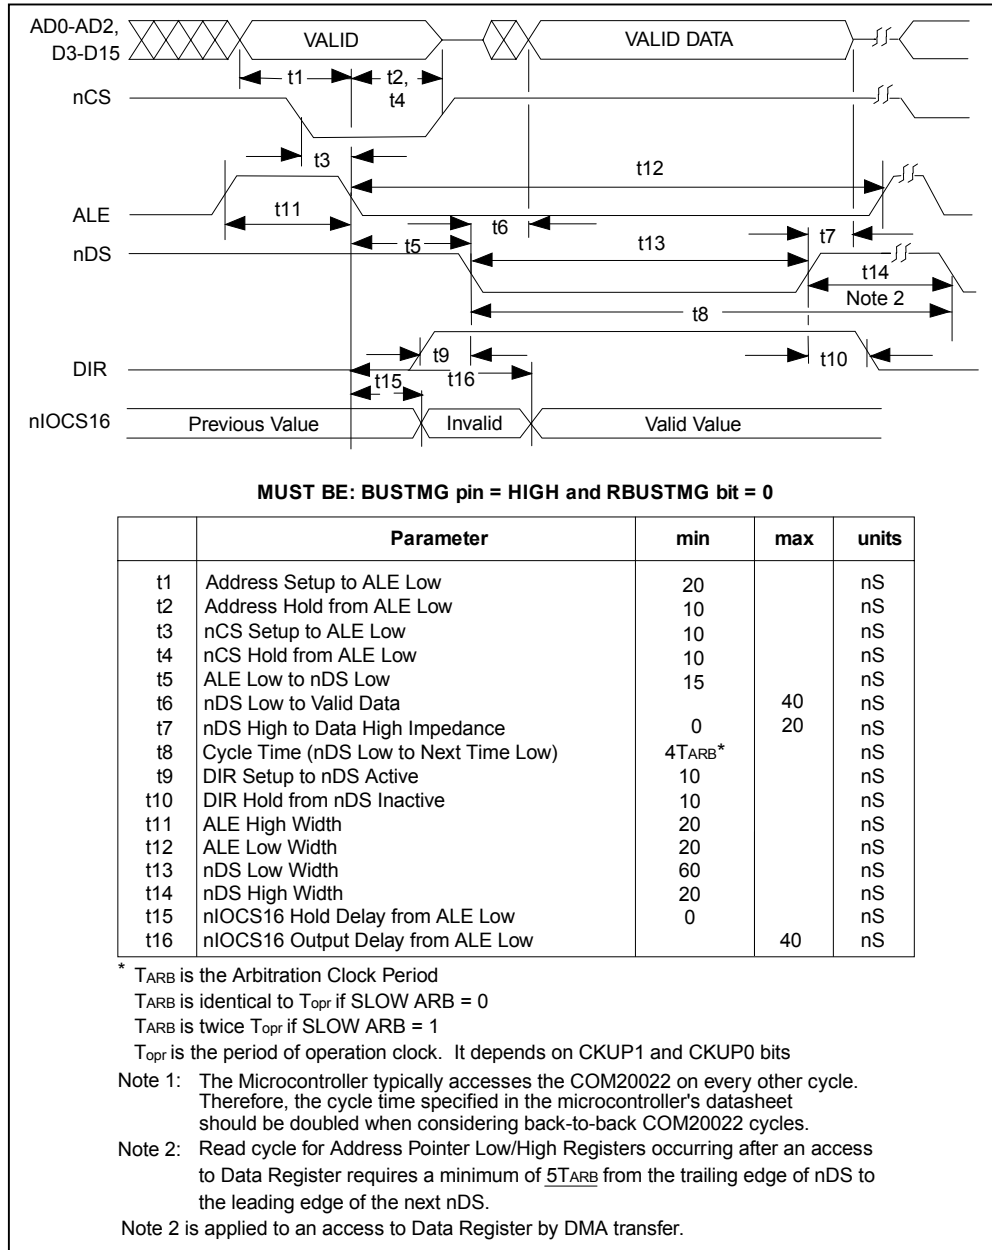 AD0-AD2,
D3-D15
VALID
VALID DATA
t1
t2,
t4
nCS
t3
t12
ALE
t11
t5
t6
t7
nDS
t13
t14
Note 2
t8
DIR
t9
t10
t15
t16
nIOCS16
Previous Value
Invalid
Valid Value
MUST BE: BUSTMG pin = HIGH and RBUSTMG bit = 0
Parameter min max units
t1 Address Setup to ALE Low 20 nS
t2 Address Hold from ALE Low 10 nS
t3 nCS Setup to ALE Low 10 nS
t4 nCS Hold from ALE Low 10 nS
t5 ALE Low to nDS Low 15 nS
t6 nDS Low to Valid Data 40 nS
t7 nDS High to Data High Impedance 0 20 nS
t8 Cycle Time (nDS Low to Next Time Low) 4TARB* nS
t9 DIR Setup to nDS Active 10 nS
t10 DIR Hold from nDS Inactive 10 nS
t11 ALE High Width 20 nS
t12 ALE Low Width 20 nS
t13 nDS Low Width 60 nS
t14 nDS High Width 20 nS
t15 nIOCS16 Hold Delay from ALE Low 0 nS
t16 nIOCS16 Output Delay from ALE Low 40 nS
* TARB is the Arbitration Clock Period
TARB is identical to Topr if SLOW ARB = 0
TARB is twice Topr if SLOW ARB = 1
Topr is the period of operation clock. It depends on CKUP1 and CKUP0 bits
Note 1: The Microcontroller typically accesses the COM20022 on every other cycle.
Therefore, the cycle time specified in the microcontroller's datasheet
should be doubled when considering back-to-back COM20022 cycles.
Note 2: Read cycle for Address Pointer Low/High Registers occurring after an access
to Data Register requires a minimum of 5TARB from the trailing edge of nDS to
the leading edge of the next nDS.
Note 2 is applied to an access to Data Register by DMA transfer.